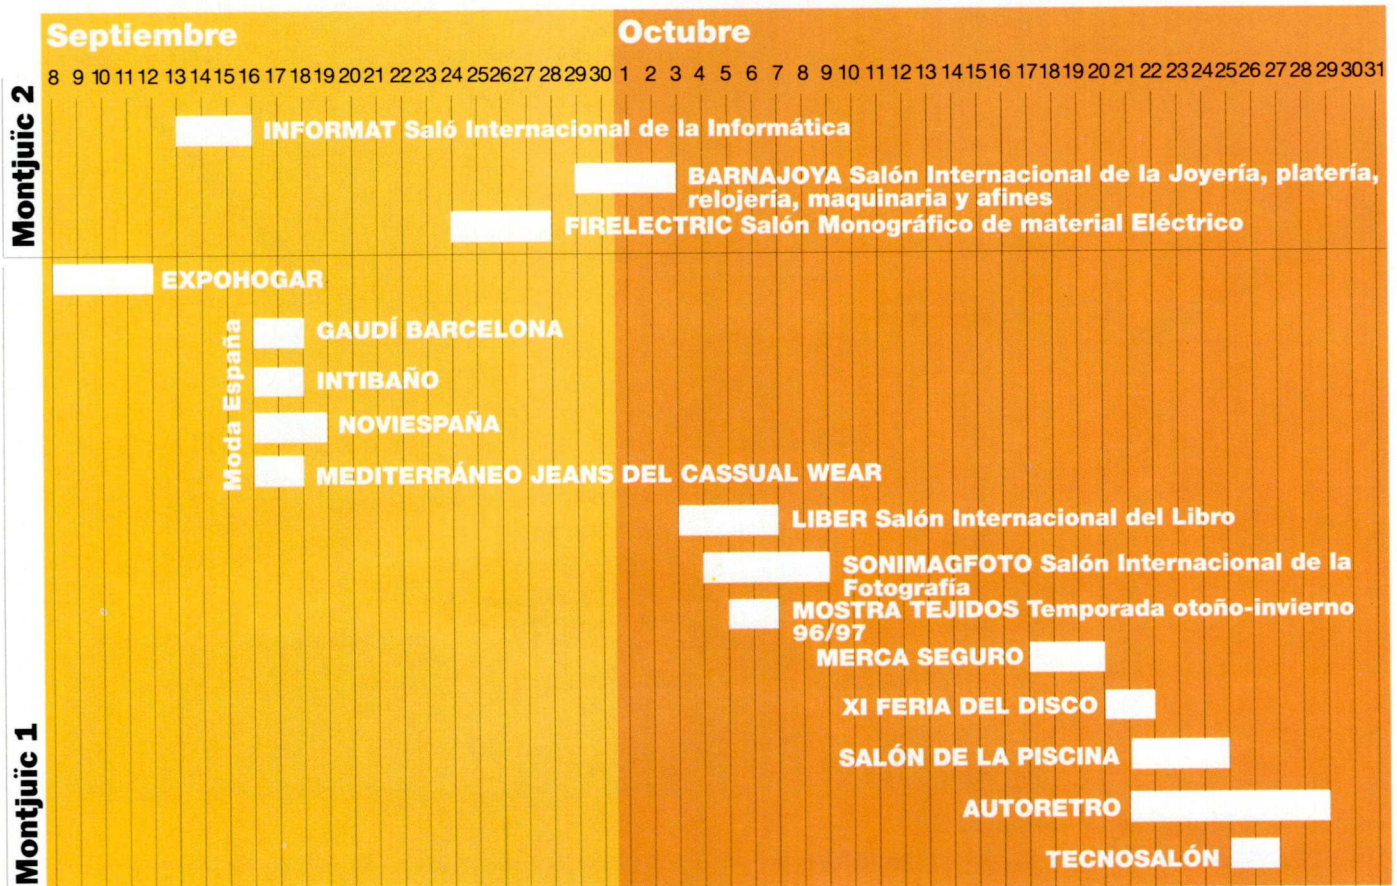 Septiembre
Octubre
8 9 10 11 12 13 14 15 16 17 18 19 20 21 22 23 24 25 26 27 28 29 30 1 2 3 4 5 6 7 8 9 10 11 12 13 14 15 16 17 18 19 20 21 22 23 24 25 26 27 28 29 30 31
Montjuïc 2
INFORMAT Saló Internacional de la Informática
BARNAJOYA Salón Internacional de la Joyería, platería,
relojería, maquinaria y afines
FIRELECTRIC Salón Monográfico de material Eléctrico
Montjuïc 1
EXPOHOGAR
Moda España
GAUDÍ BARCELONA
INTIBAÑO
NOVIESPAÑA
MEDITERRÁNEO JEANS DEL CASSUAL WEAR
LIBER Salón Internacional del Libro
SONIMAGFOTO Salón Internacional de la
Fotografía
MOSTRA TEJIDOS Temporada otoño-invierno
96/97
MERCA SEGURO
XI FERIA DEL DISCO
SALÓN DE LA PISCINA
AUTORETRO
TECNOSALÓN